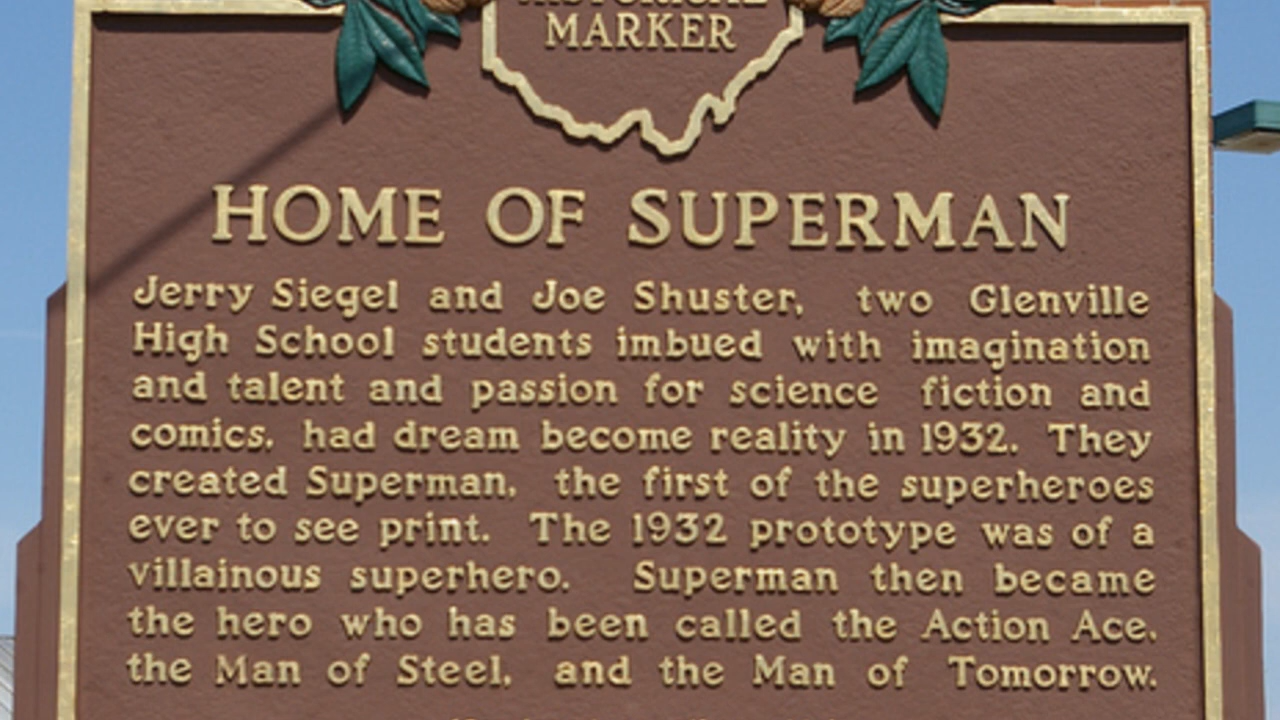 HISTORICAL
MARKER
HOME OF SUPERMAN
Jerry Siegel and Joe Shuster, two Glenville
High School students imbued with imagination
and talent and passion for science fiction and
comics, had dream become reality in 1932. They
created Superman, the first of the superheroes
ever to see print. The 1932 prototype was of a
villainous superhero. Superman then became
the hero who has been called the Action Ace,
the Man of Steel, and the Man of Tomorrow.